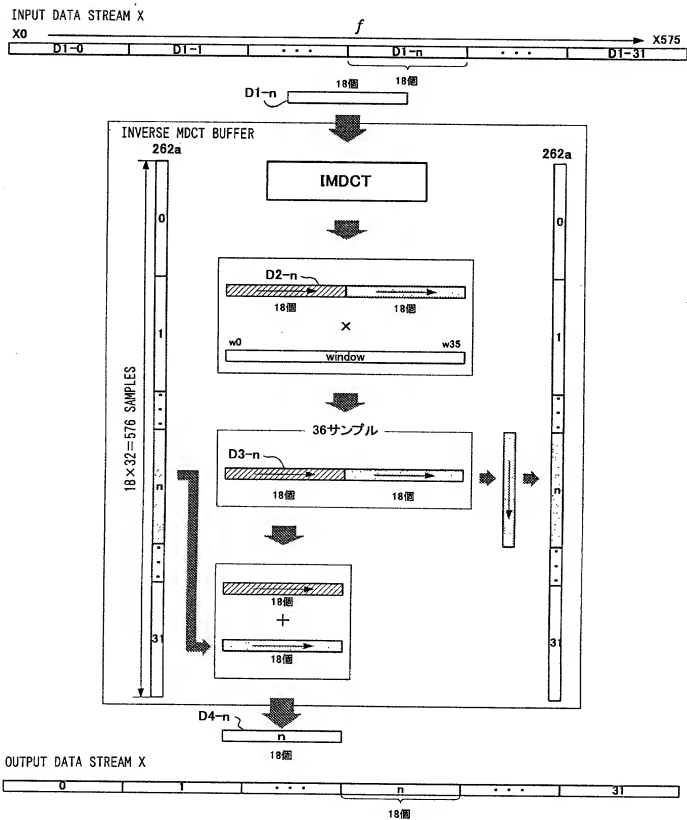 INPUT DATA STREAM X
X0 f X575
D1-0 D1-1 ・・・ D1-n ・・・ D1-31
18個
D1-n 18個
INVERSE MDCT BUFFER
262a 262a
IMDCT
0 0
D2-n
18個 18個
×
w0 w35
window
1 1
18×32=576 SAMPLES
36サンプル
D3-n
18個 18個
n n
18個
+
18個
31 31
D4-n
n
18個
OUTPUT DATA STREAM X
0 1 ・・・ n ・・・ 31
18個